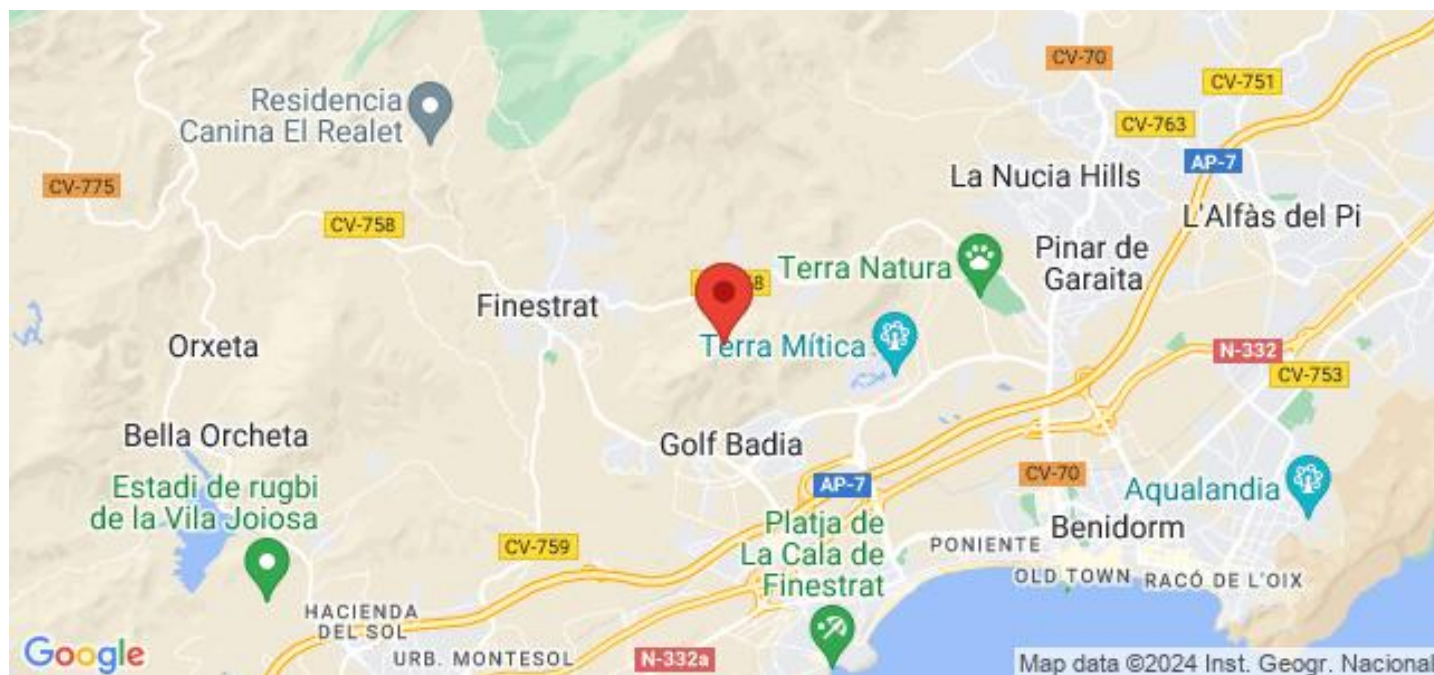 CV-70
CV-751
Residencia
Canina El Realet
CV-763
AP-7
CV-775
La Nucia Hills
CV-758
L'Alfàs del Pi
Terra Natura
Pinar de
Garaita
Finestrat
Orxeta
Terra Mítica
N-332
CV-753
Bella Orcheta
Golf Badia
Estadi de rugbi
de la Vila Joiosa
AP-7
CV-70
Aqualandia
Platja de
La Cala de
Finestrat
Benidorm
CV-759
PONIENTE
OLD TOWN
RACÓ DE L'OIX
HACIENDA
DEL SOL
Google
URB. MONTESOL
N-332a
Map data ©2024 Inst. Geogr. Nacional